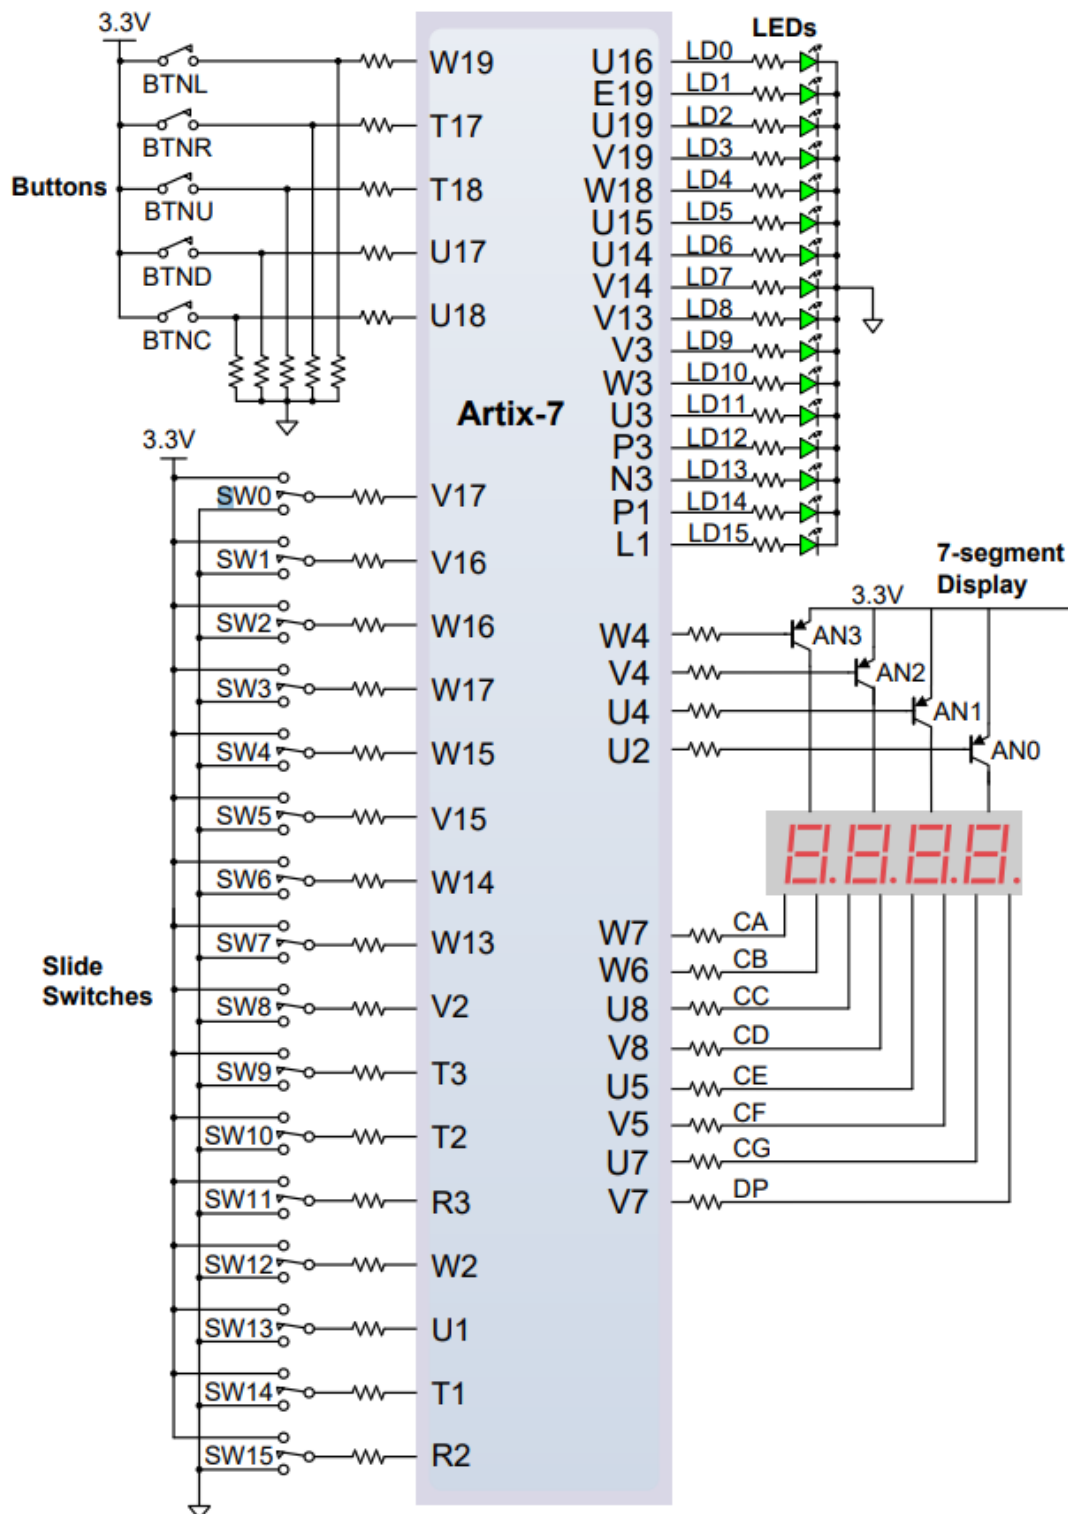 3.3V
BTNL
W19
BTNR
T17
Buttons
BTNU
T18
BTND
U17
BTNC
U18
Artix-7
3.3V
SW0
V17
SW1
V16
SW2
W16
SW3
W17
SW4
W15
SW5
V15
SW6
W14
SW7
W13
Slide
Switches
SW8
V2
SW9
T3
SW10
T2
SW11
R3
SW12
W2
SW13
U1
SW14
T1
SW15
R2
LEDs
U16 LD0
E19 LD1
U19 LD2
V19 LD3
W18 LD4
U15 LD5
U14 LD6
V14 LD7
V13 LD8
V3 LD9
W3 LD10
U3 LD11
P3 LD12
N3 LD13
P1 LD14
L1 LD15
7-segment
Display
3.3V
W4 AN3
V4 AN2
U4 AN1
U2 AN0
8.8.8.8.
W7 CA
W6 CB
U8 CC
V8 CD
U5 CE
V5 CF
U7 CG
V7 DP